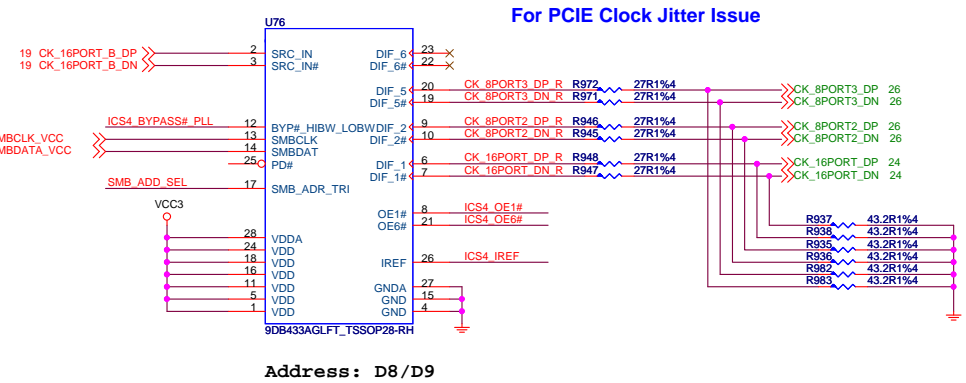 For PCIE Clock Jitter Issue
U76
19 CK_16PORT_B_DP 2 SRC_IN DIF_6 23
19 CK_16PORT_B_DN 3 SRC_IN# DIF_6# 22
DIF_5 20 CK_8PORT3_DP_R R972 27R1%4 CK_8PORT3_DP 26
DIF_5# 19 CK_8PORT3_DN_R R971 27R1%4 CK_8PORT3_DN 26
ICS4_BYPASS#_PLL 12 BYP#_HIBW_LOBW DIF_2 9 CK_8PORT2_DP_R R946 27R1%4 CK_8PORT2_DP 26
MBCLK_VCC 13 SMBCLK DIF_2# 10 CK_8PORT2_DN_R R945 27R1%4 CK_8PORT2_DN 26
MBDATA_VCC 14 SMBDAT
25 PD# DIF_1 6 CK_16PORT_DP_R R948 27R1%4 CK_16PORT_DP 24
DIF_1# 7 CK_16PORT_DN_R R947 27R1%4 CK_16PORT_DN 24
SMB_ADD_SEL 17 SMB_ADR_TRI
VCC3
OE1# 8 ICS4_OE1#
OE6# 21 ICS4_OE6#
R937 43.2R1%4
R938 43.2R1%4
R935 43.2R1%4
R936 43.2R1%4
R982 43.2R1%4
R983 43.2R1%4
28 VDDA
24 VDD
18 VDD IREF 26 ICS4_IREF
16 VDD
11 VDD GNDA 27
5 VDD GND 15
1 VDD GND 4
9DB433AGLFT_TSSOP28-RH
Address: D8/D9